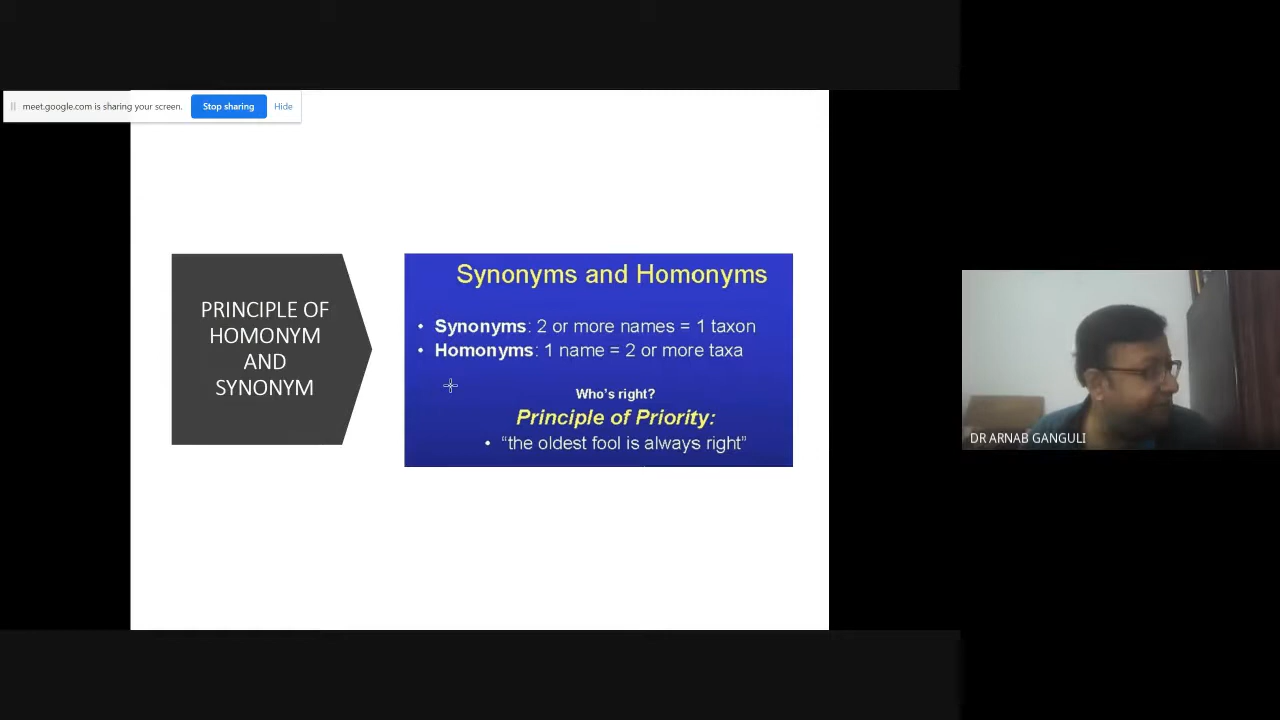 meet.google.com is sharing your screen.
Stop sharing
Hide
PRINCIPLE OF
HOMONYM
AND
SYNONYM
Synonyms and Homonyms
• Synonyms: 2 or more names = 1 taxon
• Homonyms: 1 name = 2 or more taxa
Who's right?
Principle of Priority:
• “the oldest fool is always right”
DR ARNAB GANGULI